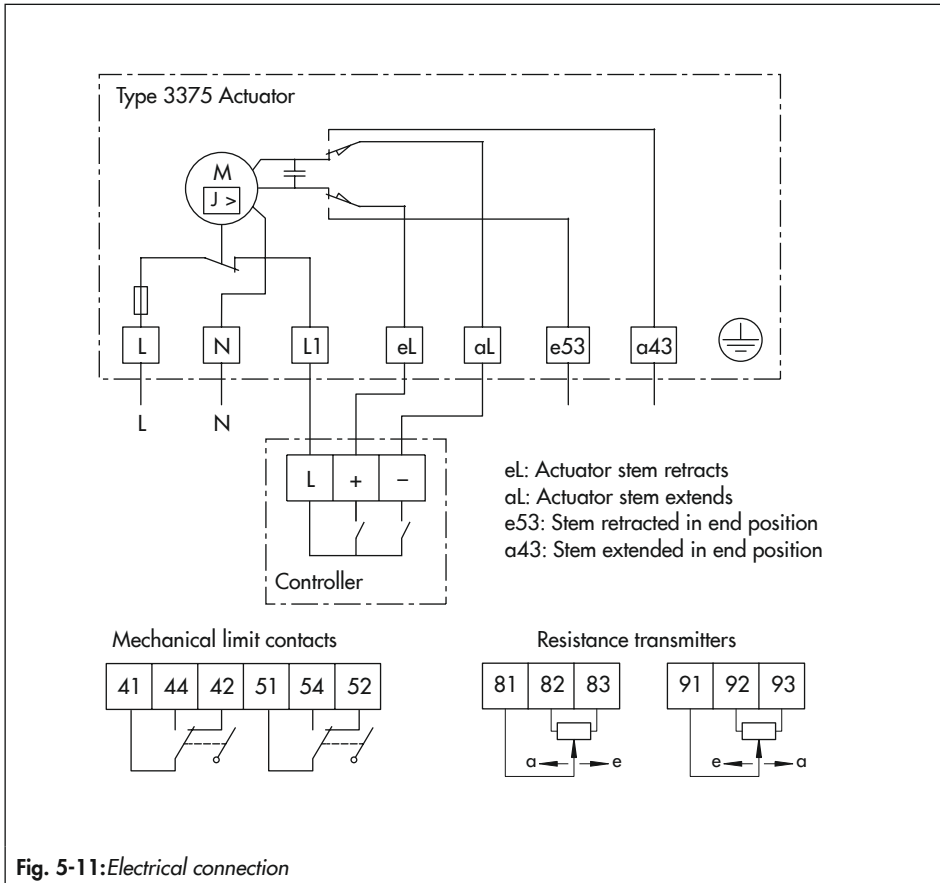 Type 3375 Actuator
M
J >
L N L1 eL aL e53 a43
L N
L + –
Controller
eL: Actuator stem retracts
aL: Actuator stem extends
e53: Stem retracted in end position
a43: Stem extended in end position
Mechanical limit contacts
41 44 42 51 54 52
Resistance transmitters
81 82 83
a e
91 92 93
e a
Fig. 5-11: Electrical connection